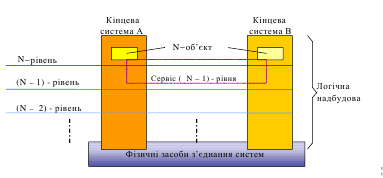 Кінцева
система А
Кінцева
система В
N–об’єкт
N–рівень
Сервіс ( N – 1) - рівня
(N – 1) - рівень
Логічна
надбудова
(N – 2) - рівень
Фізичні засоби з’єднання систем